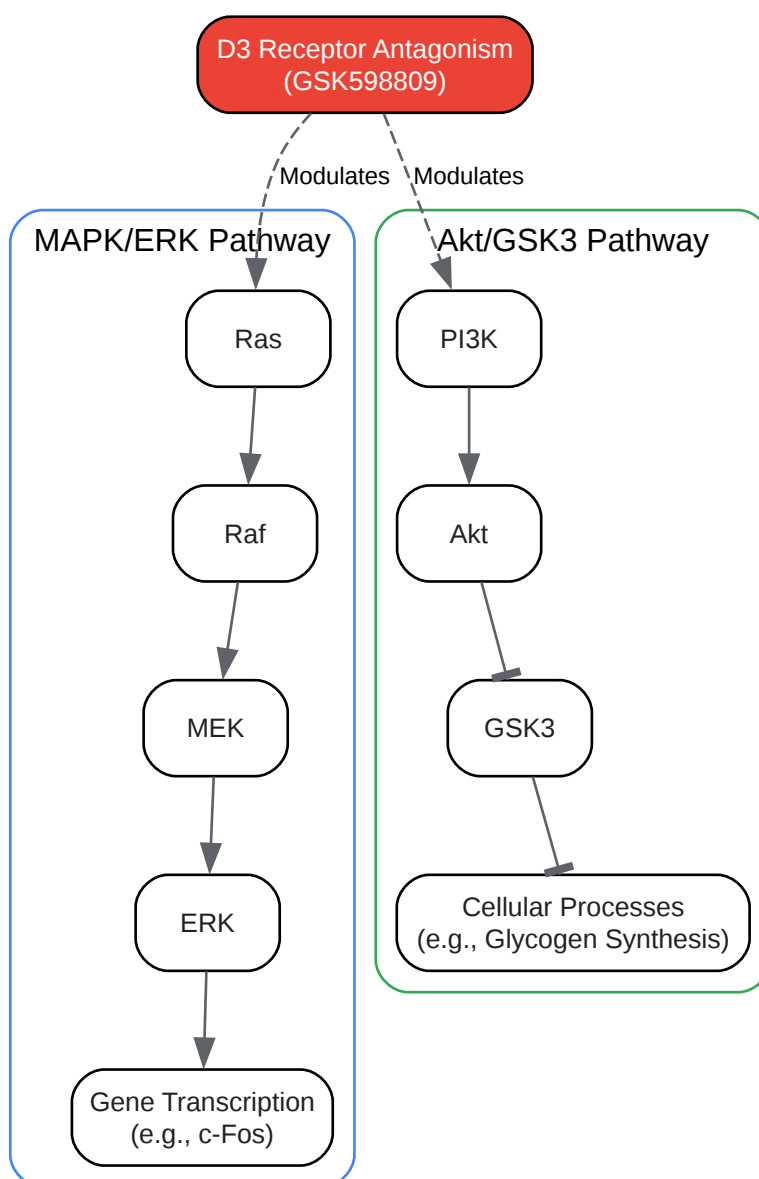 D3 Receptor Antagonism
(GSK598809)
Modulates
Modulates
MAPK/ERK Pathway
Ras
Raf
MEK
ERK
Gene Transcription
(e.g., c-Fos)
Akt/GSK3 Pathway
PI3K
Akt
GSK3
Cellular Processes
(e.g., Glycogen Synthesis)